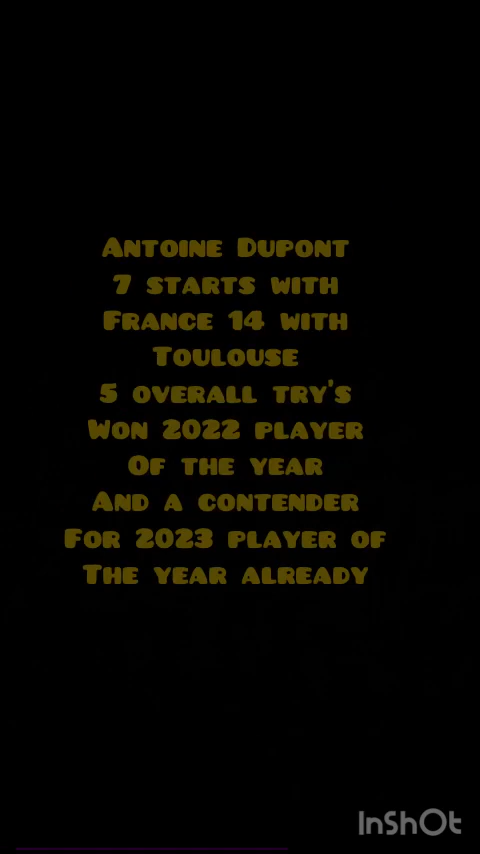 Antoine Dupont
7 starts with
France 14 with
Toulouse
5 overall try's
Won 2022 player
Of the year
And a contender
For 2023 player of
The year already
InShOt